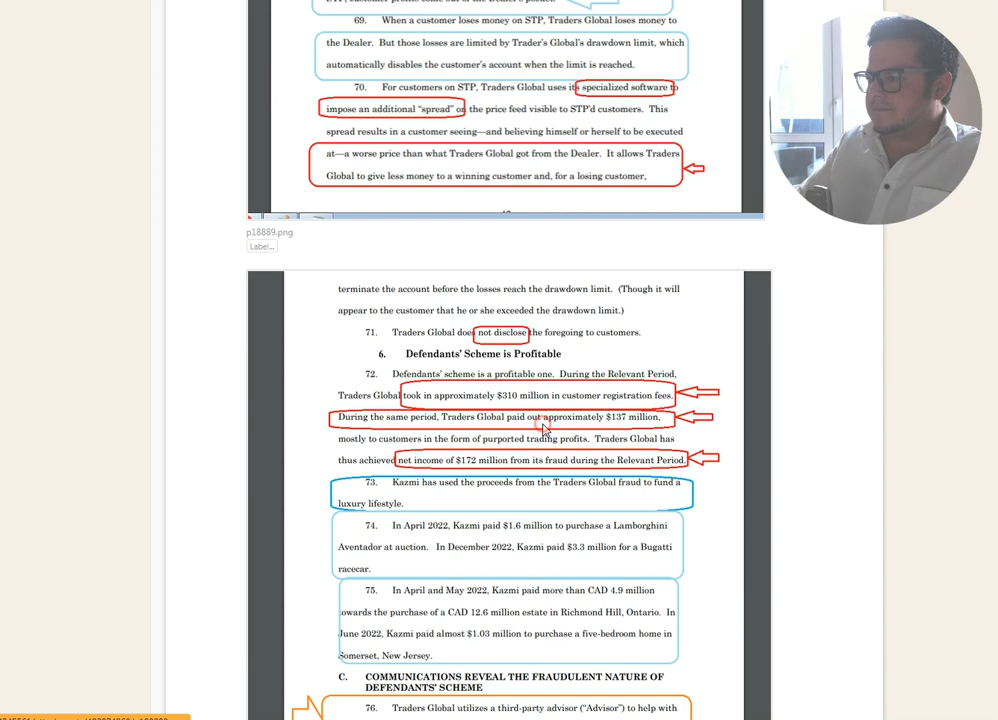 69. When a customer loses money on STP, Traders Global loses money to
the Dealer. But those losses are limited by Trader's Global's drawdown limit, which
automatically disables the customer's account when the limit is reached.
70. For customers on STP, Traders Global uses its specialized software to
impose an additional "spread" on the price feed visible to STP'd customers. This
spread results in a customer seeing—and believing himself or herself to be executed
at—a worse price than what Traders Global got from the Dealer. It allows Traders
Global to give less money to a winning customer and, for a losing customer,
p18889.png
Label...
terminate the account before the losses reach the drawdown limit. (Though it will
appear to the customer that he or she exceeded the drawdown limit.)
71. Traders Global does not disclose the foregoing to customers.
6. Defendants' Scheme is Profitable
72. Defendants' scheme is a profitable one. During the Relevant Period,
Traders Global took in approximately $310 million in customer registration fees.
During the same period, Traders Global paid out approximately $137 million,
mostly to customers in the form of purported trading profits. Traders Global has
thus achieved net income of $172 million from its fraud during the Relevant Period.
73. Kazmi has used the proceeds from the Traders Global fraud to fund a
luxury lifestyle.
74. In April 2022, Kazmi paid $1.6 million to purchase a Lamborghini
Aventador at auction. In December 2022, Kazmi paid $3.3 million for a Bugatti
racecar.
75. In April and May 2022, Kazmi paid more than CAD 4.9 million
towards the purchase of a CAD 12.6 million estate in Richmond Hill, Ontario. In
June 2022, Kazmi paid almost $1.03 million to purchase a five-bedroom home in
Somerset, New Jersey.
C. COMMUNICATIONS REVEAL THE FRAUDULENT NATURE OF
DEFENDANTS' SCHEME
76. Traders Global utilizes a third-party advisor ("Advisor") to help with